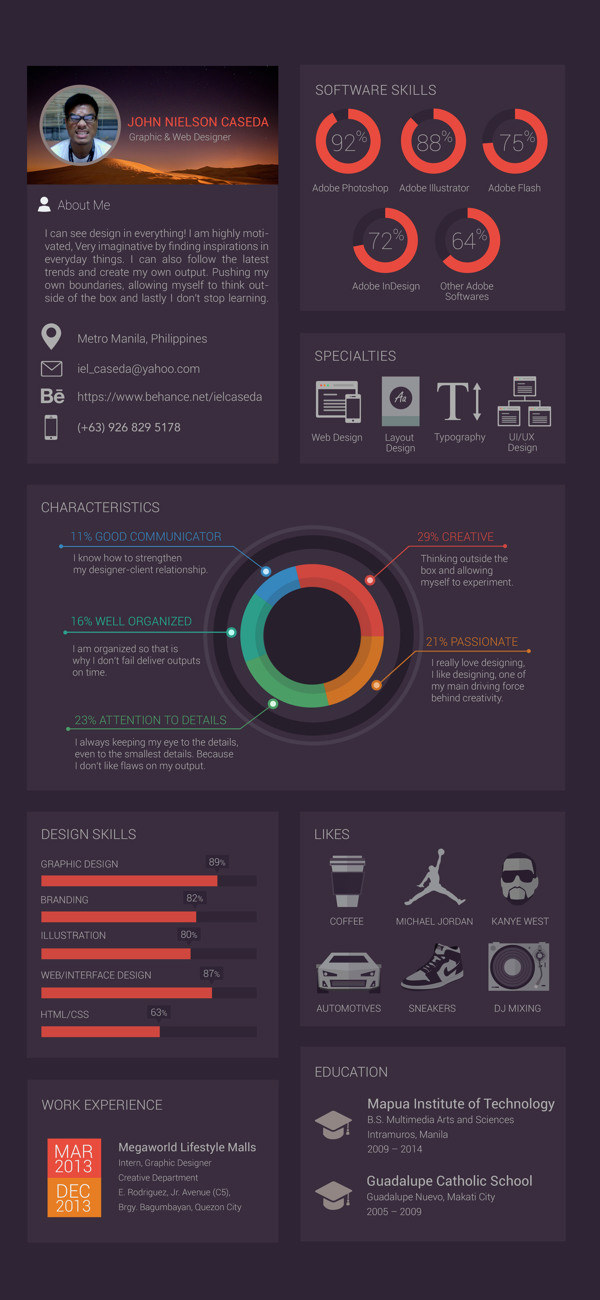 JOHN NIELSON CASEDA
Graphic & Web Designer
About Me
I can see design in everything! I am highly moti-
vated, Very imaginative by finding inspirations in
everyday things. I can also follow the latest
trends and create my own output. Pushing my
own boundaries, allowing myself to think out-
side of the box and lastly I don't stop learning.
Metro Manila, Philippines
iel_caseda@yahoo.com
Bē https://www.behance.net/ielcaseda
(+63) 926 829 5178
SOFTWARE SKILLS
92% 88% 75%
Adobe Photoshop Adobe Illustrator Adobe Flash
72% 64%
Adobe InDesign Other Adobe
Softwares
SPECIALTIES
Aa
T
Web Design Layout Typography UI/UX
Design Design
CHARACTERISTICS
11% GOOD COMMUNICATOR
I know how to strengthen
my designer-client relationship.
16% WELL ORGANIZED
I am organized so that is
why I don't fail deliver outputs
on time.
23% ATTENTION TO DETAILS
I always keeping my eye to the details,
even to the smallest details. Because
I don't like flaws on my output.
29% CREATIVE
Thinking outside the
box and allowing
myself to experiment.
21% PASSIONATE
I really love designing,
I like designing, one of
my main driving force
behind creativity.
DESIGN SKILLS
GRAPHIC DESIGN 89%
BRANDING 82%
ILLUSTRATION 80%
WEB/INTERFACE DESIGN 87%
HTML/CSS 63%
LIKES
COFFEE MICHAEL JORDAN KANYE WEST
AUTOMOTIVES SNEAKERS DJ MIXING
WORK EXPERIENCE
MAR
2013
DEC
2013
Megaworld Lifestyle Malls
Intern, Graphic Designer
Creative Department
E. Rodriguez, Jr. Avenue (C5),
Brgy. Bagumbayan, Quezon City
EDUCATION
Mapua Institute of Technology
B.S. Multimedia Arts and Sciences
Intramuros, Manila
2009 – 2014
Guadalupe Catholic School
Guadalupe Nuevo, Makati City
2005 – 2009